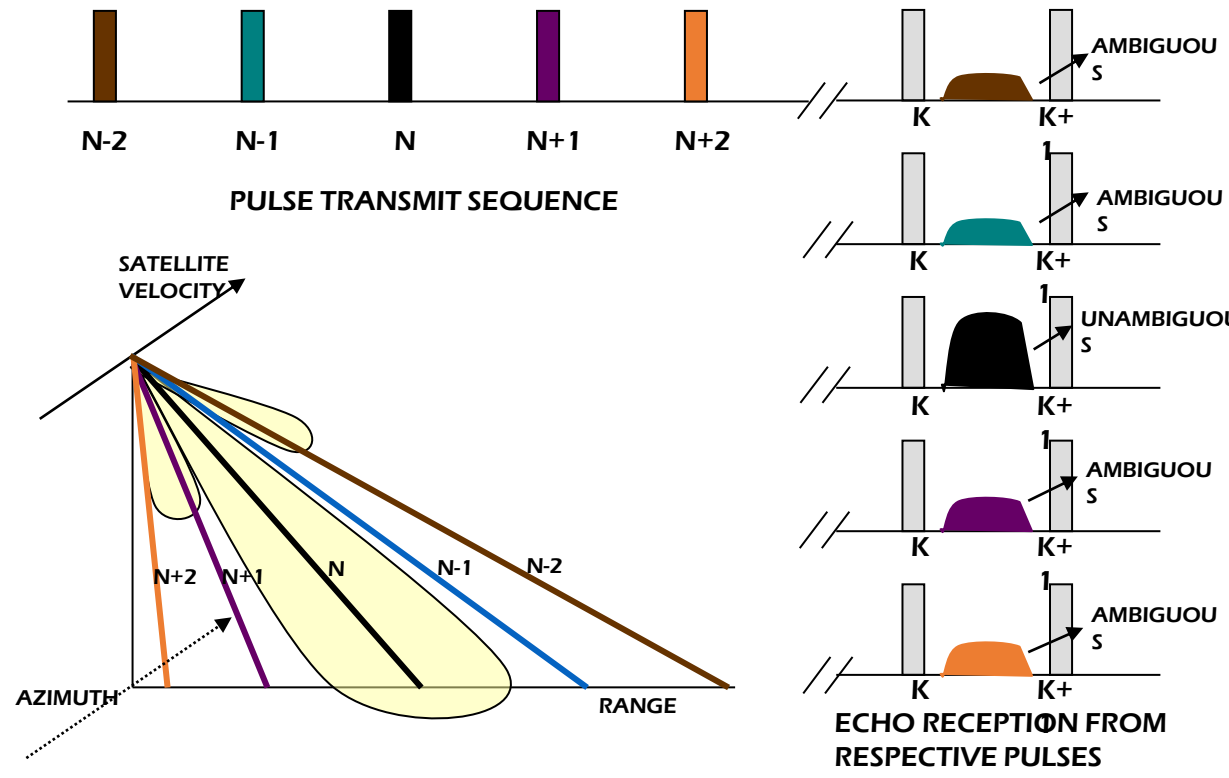 N-2 N-1 N N+1 N+2
PULSE TRANSMIT SEQUENCE
AMBIGUOU
S
K K+
1
AMBIGUOU
S
K K+
1
UNAMBIGUOU
S
K K+
1
AMBIGUOU
S
K K+
1
AMBIGUOU
S
K K+
1
ECHO RECEPTION FROM
RESPECTIVE PULSES
SATELLITE
VELOCITY
N+2 N+1 N N-1 N-2
AZIMUTH
RANGE